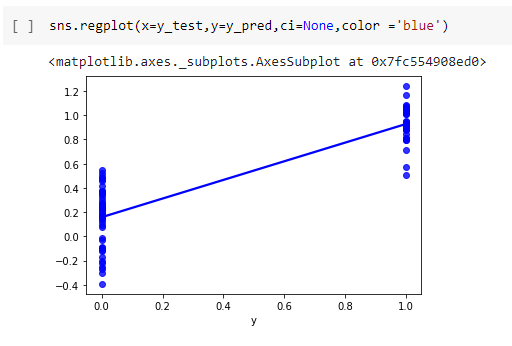 [ ] sns.regplot(x=y_test,y=y_pred,ci=None,color ='blue')
<matplotlib.axes._subplots.AxesSubplot at 0x7fc554908ed0>
1.2
1.0
0.8
0.6
0.4
0.2
0.0
−0.2
−0.4
0.0 0.2 0.4 0.6 0.8 1.0
y